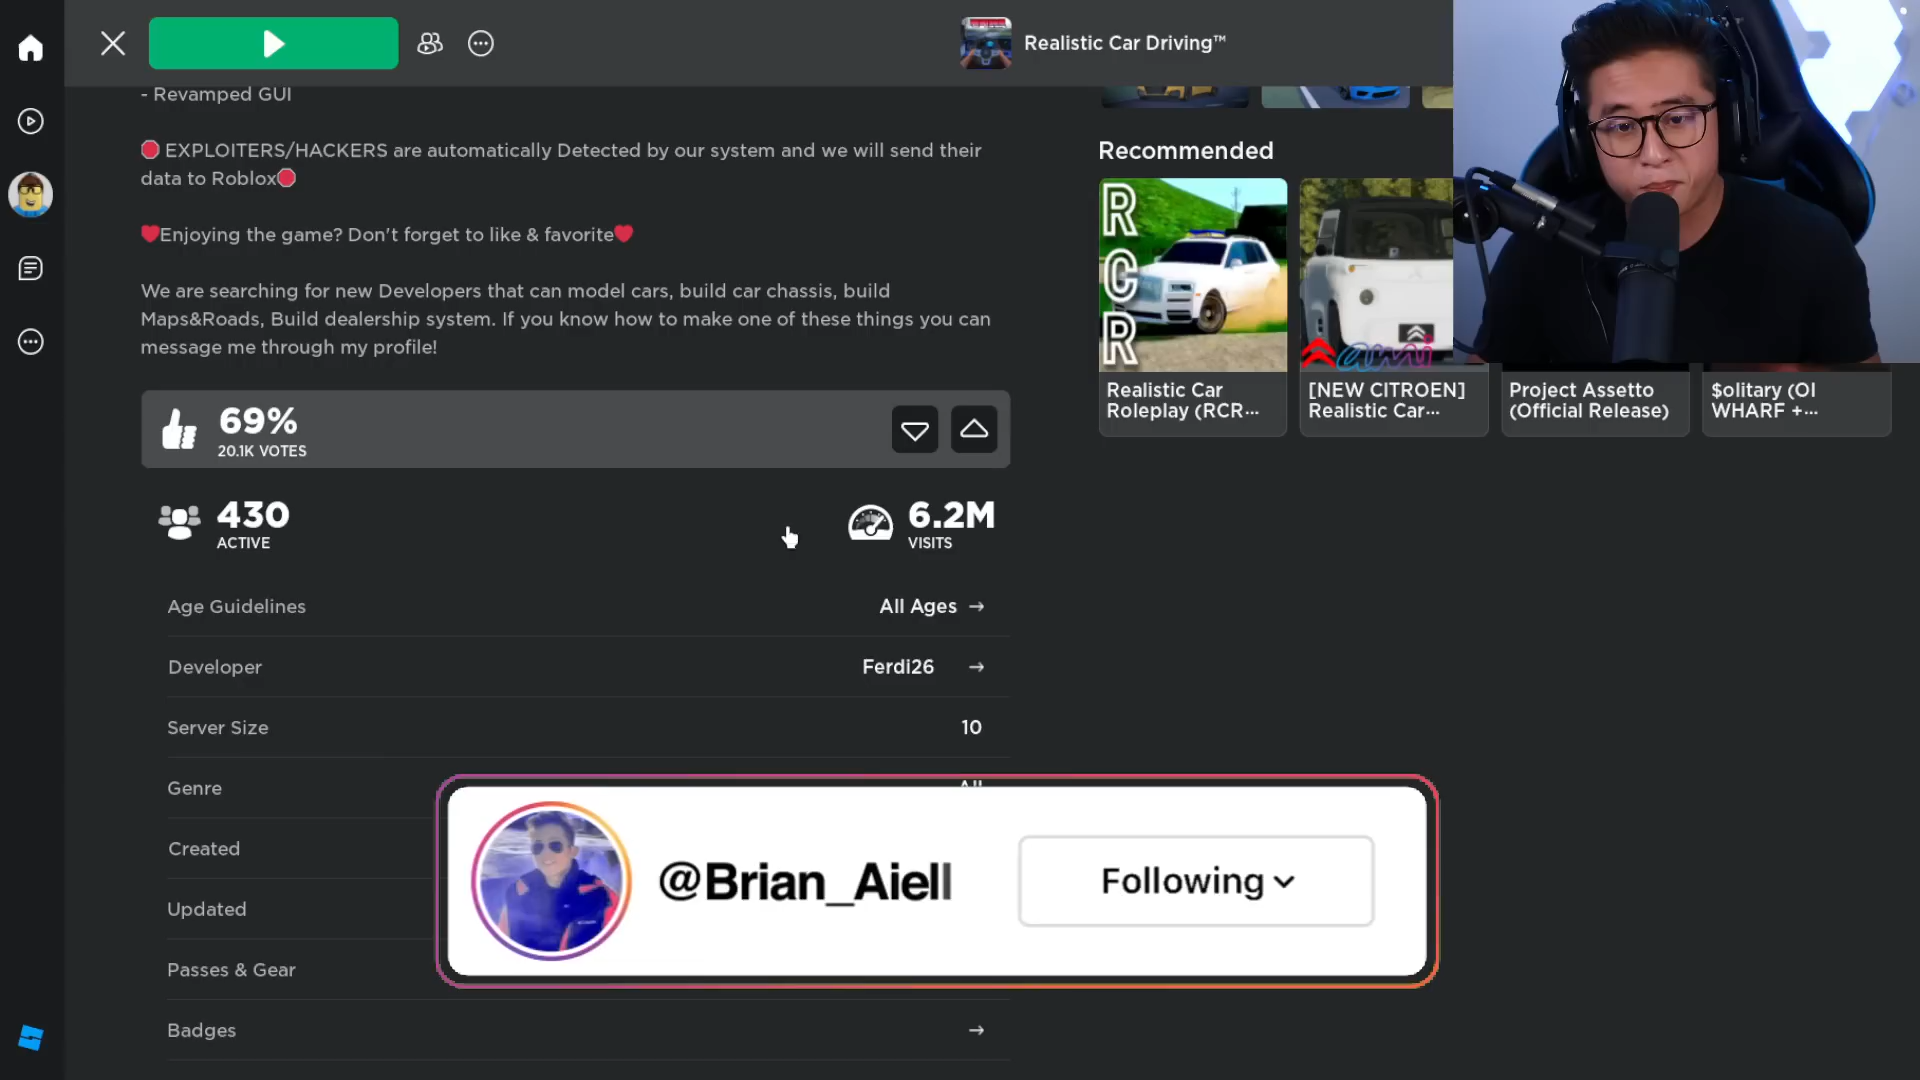 Realistic Car Driving™
- Revamped GUI
EXPLOITERS/HACKERS are automatically Detected by our system and we will send their
data to Roblox
Enjoying the game? Don't forget to like & favorite
We are searching for new Developers that can model cars, build car chassis, build
Maps&Roads, Build dealership system. If you know how to make one of these things you can
message me through my profile!
69%
20.1K VOTES
430
ACTIVE
6.2M
VISITS
Age Guidelines
All Ages
Developer
Ferdi26
Server Size
10
Genre
All
Created
Updated
Passes & Gear
Badges
Recommended
RCR
ami
Realistic Car
Roleplay (RCR...
[NEW CITROEN]
Realistic Car...
Project Assetto
(Official Release)
$olitary (Ol
WHARF +...
@Brian_Aiell
Following